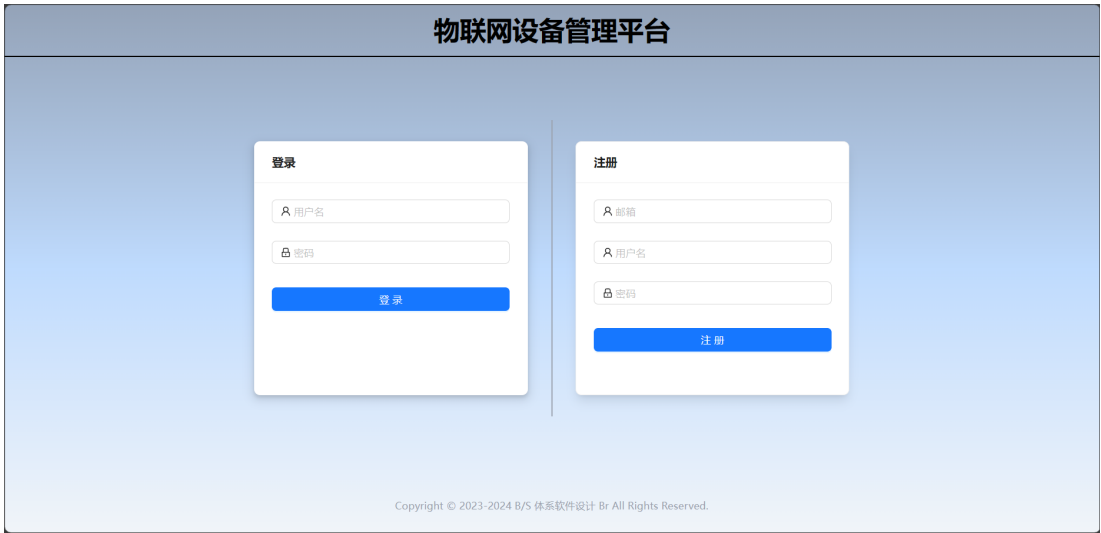 物联网设备管理平台
登录
用户名
密码
登 录
注册
邮箱
用户名
密码
注 册
Copyright © 2023-2024 B/S 体系软件设计 Br All Rights Reserved.